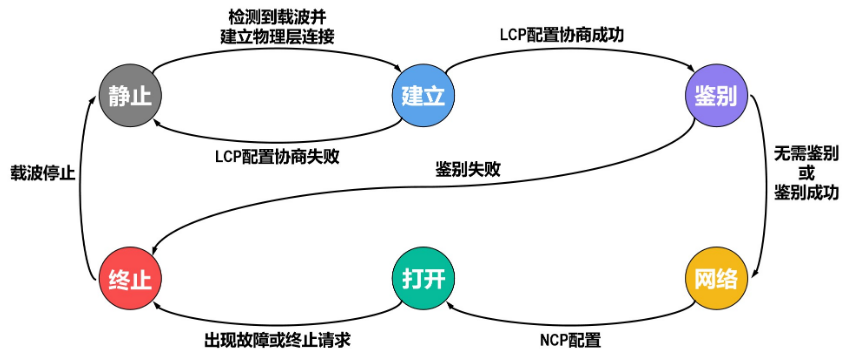 检测到载波并
建立物理层连接
LCP配置协商成功
静止
建立
鉴别
LCP配置协商失败
鉴别失败
载波停止
无需鉴别
或
鉴别成功
终止
打开
网络
出现故障或终止请求
NCP配置